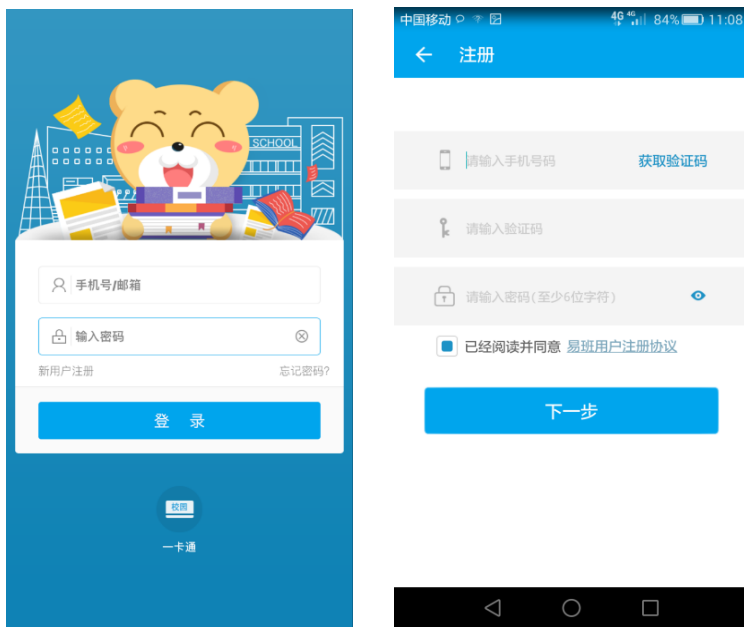 SCHOOL
手机号/邮箱
输入密码
新用户注册 忘记密码?
登 录
校园
一卡通
中国移动 4G 4G 84% 11:08
注册
请输入手机号码 获取验证码
请输入验证码
请输入密码(至少6位字符)
已经阅读并同意 易班用户注册协议
下一步